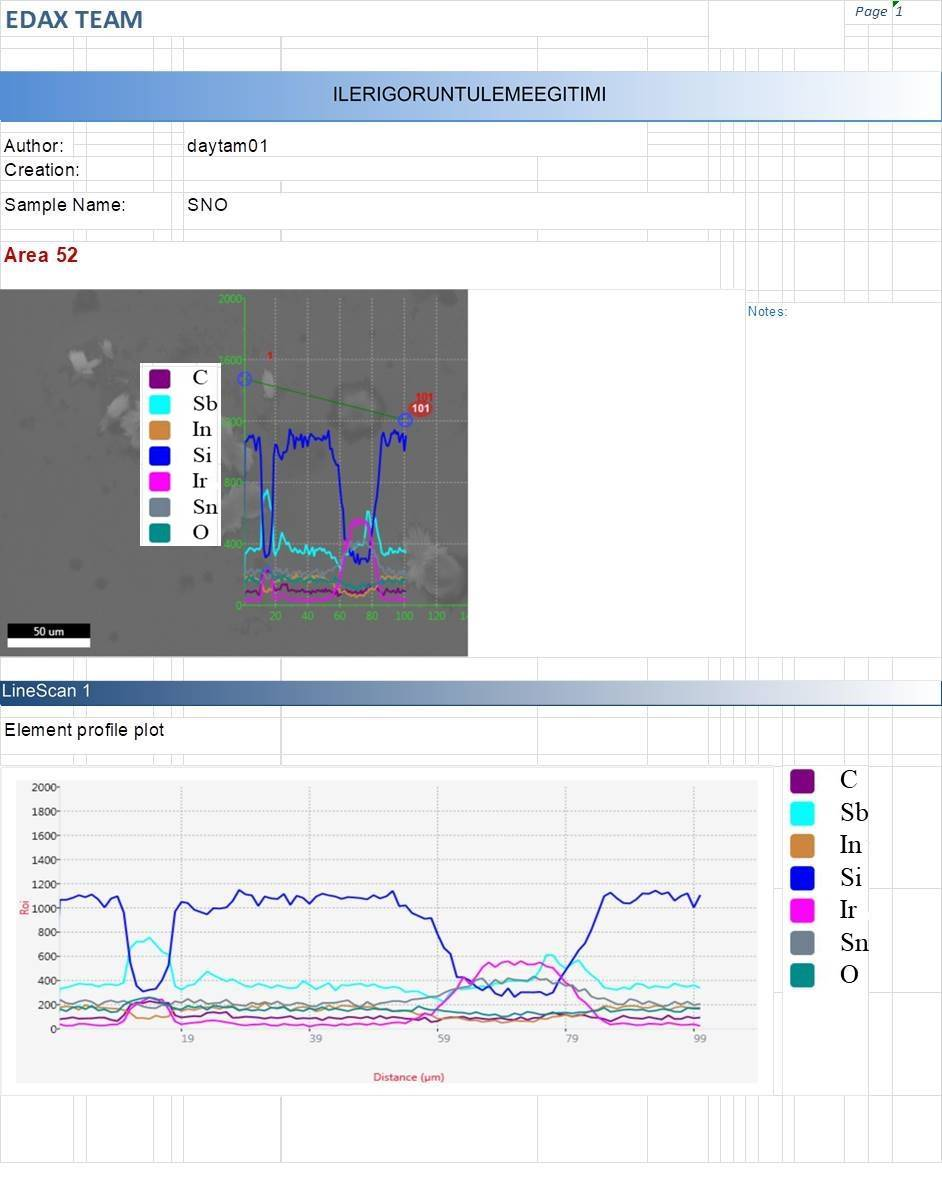 EDAX TEAM
Page 1
ILERIGORUNTULEMEEGITIMI
Author: daytam01
Creation:
Sample Name: SNO
Area 52
Notes:
2000
1600
800
400
0
20 40 60 80 100 120
1
101
101
C
Sb
In
Si
Ir
Sn
O
50 um
LineScan 1
Element profile plot
2000
1800
1600
1400
1200
1000
800
600
400
200
0
Roi
19 39 59 79 99
Distance (µm)
C
Sb
In
Si
Ir
Sn
O